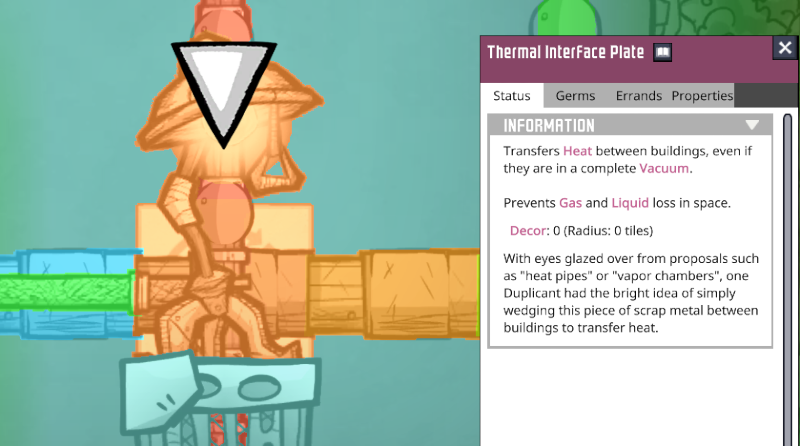 Thermal Interface Plate
Status Germs Errands Properties
INFORMATION
Transfers Heat between buildings, even if
they are in a complete Vacuum.
Prevents Gas and Liquid loss in space.
Decor: 0 (Radius: 0 tiles)
With eyes glazed over from proposals such
as "heat pipes" or "vapor chambers", one
Duplicant had the bright idea of simply
wedging this piece of scrap metal between
buildings to transfer heat.